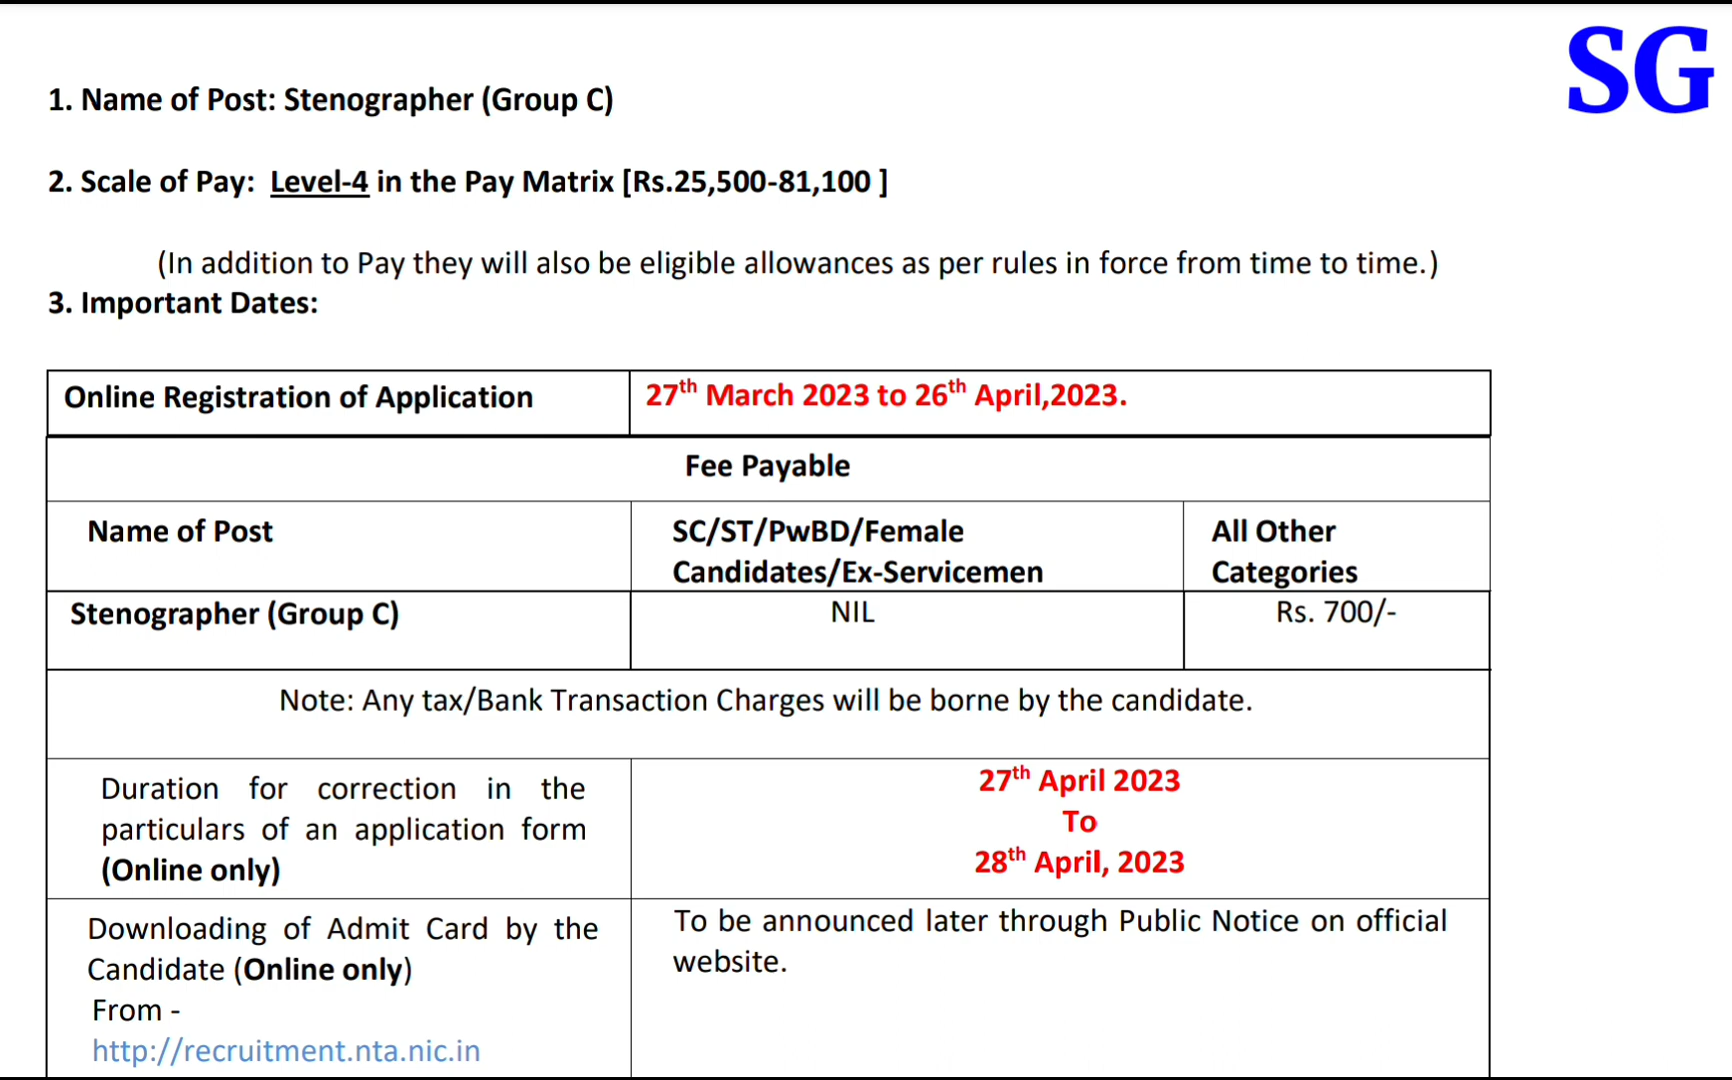 SG
1. Name of Post: Stenographer (Group C)
2. Scale of Pay: Level-4 in the Pay Matrix [Rs.25,500-81,100 ]
(In addition to Pay they will also be eligible allowances as per rules in force from time to time.)
3. Important Dates:
Online Registration of Application
27th March 2023 to 26th April,2023.
Fee Payable
Name of Post
SC/ST/PwBD/Female
Candidates/Ex-Servicemen
All Other
Categories
Stenographer (Group C)
NIL
Rs. 700/-
Note: Any tax/Bank Transaction Charges will be borne by the candidate.
Duration for correction in the
particulars of an application form
(Online only)
27th April 2023
To
28th April, 2023
Downloading of Admit Card by the
Candidate (Online only)
From -
http://recruitment.nta.nic.in
To be announced later through Public Notice on official
website.